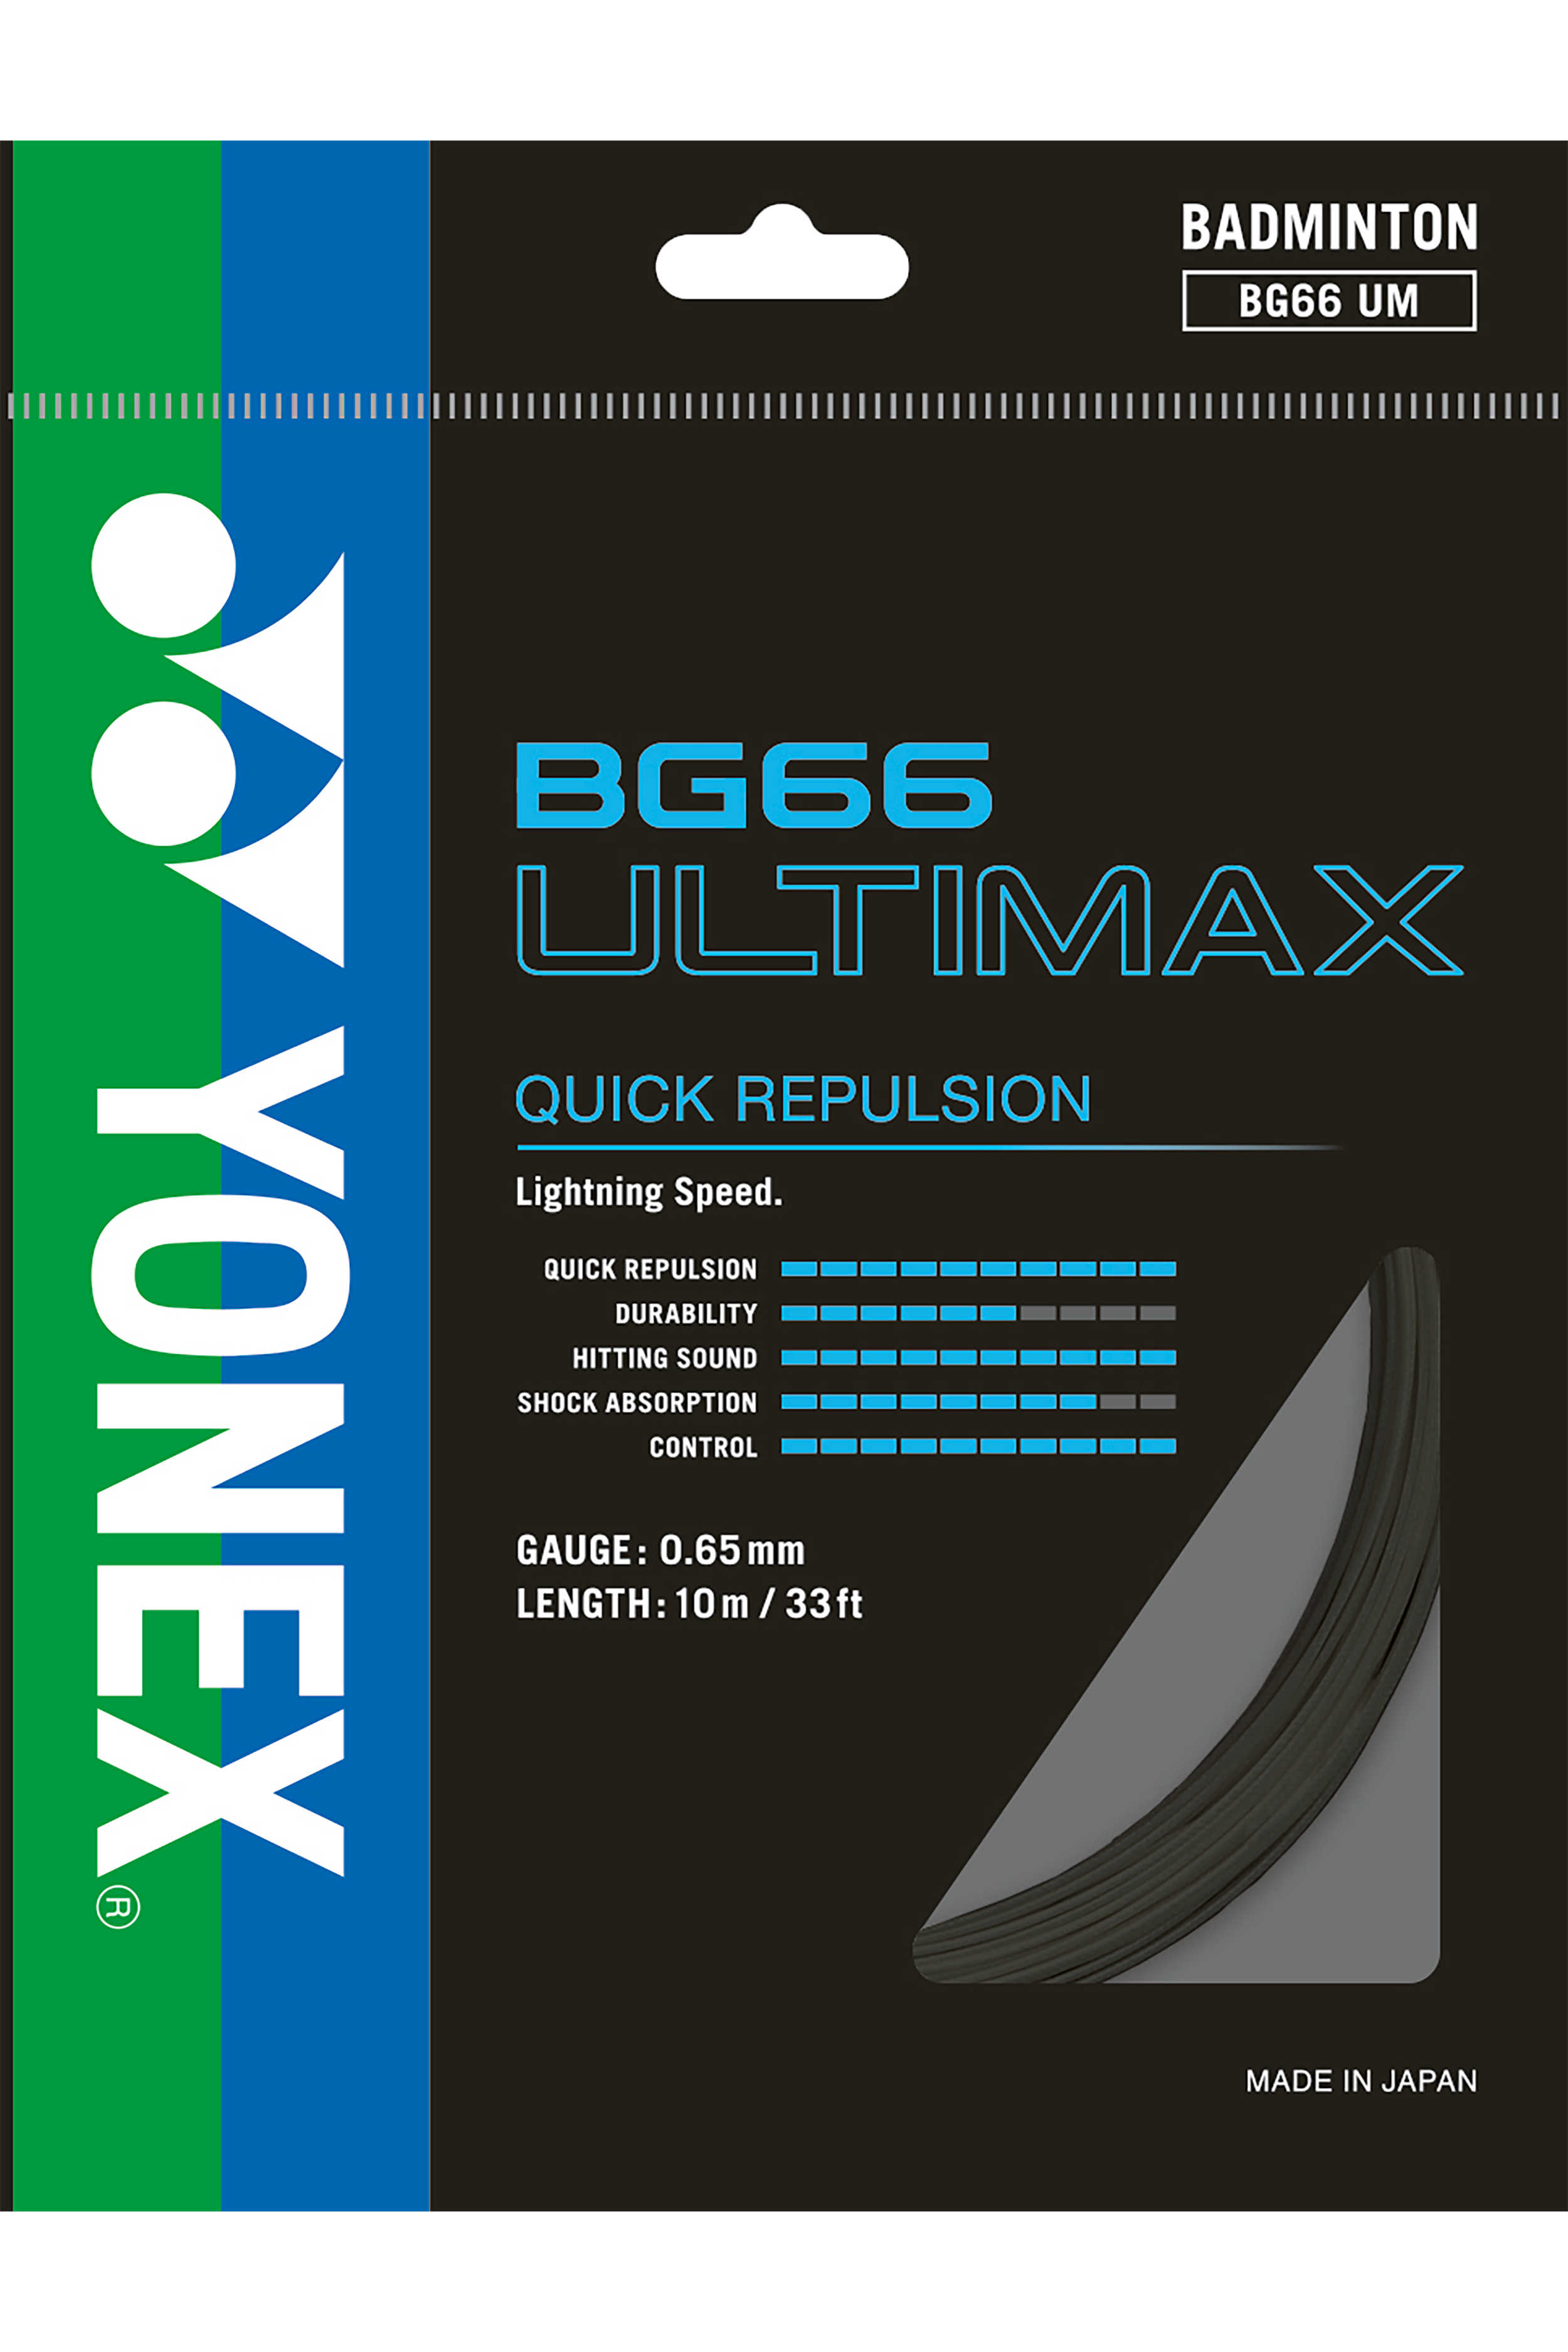 BADMINTON
BG66 UM
YONEX®
BG66
ULTIMAX
QUICK REPULSION
Lightning Speed.
QUICK REPULSION
DURABILITY
HITTING SOUND
SHOCK ABSORPTION
CONTROL
GAUGE: 0.65mm
LENGTH: 10m / 33ft
MADE IN JAPAN